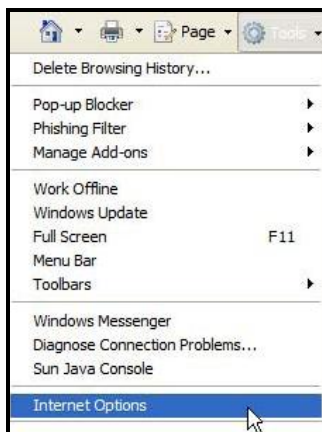 Page Tools
Delete Browsing History...
Pop-up Blocker
Phishing Filter
Manage Add-ons
Work Offline
Windows Update
Full Screen F11
Menu Bar
Toolbars
Windows Messenger
Diagnose Connection Problems...
Sun Java Console
Internet Options